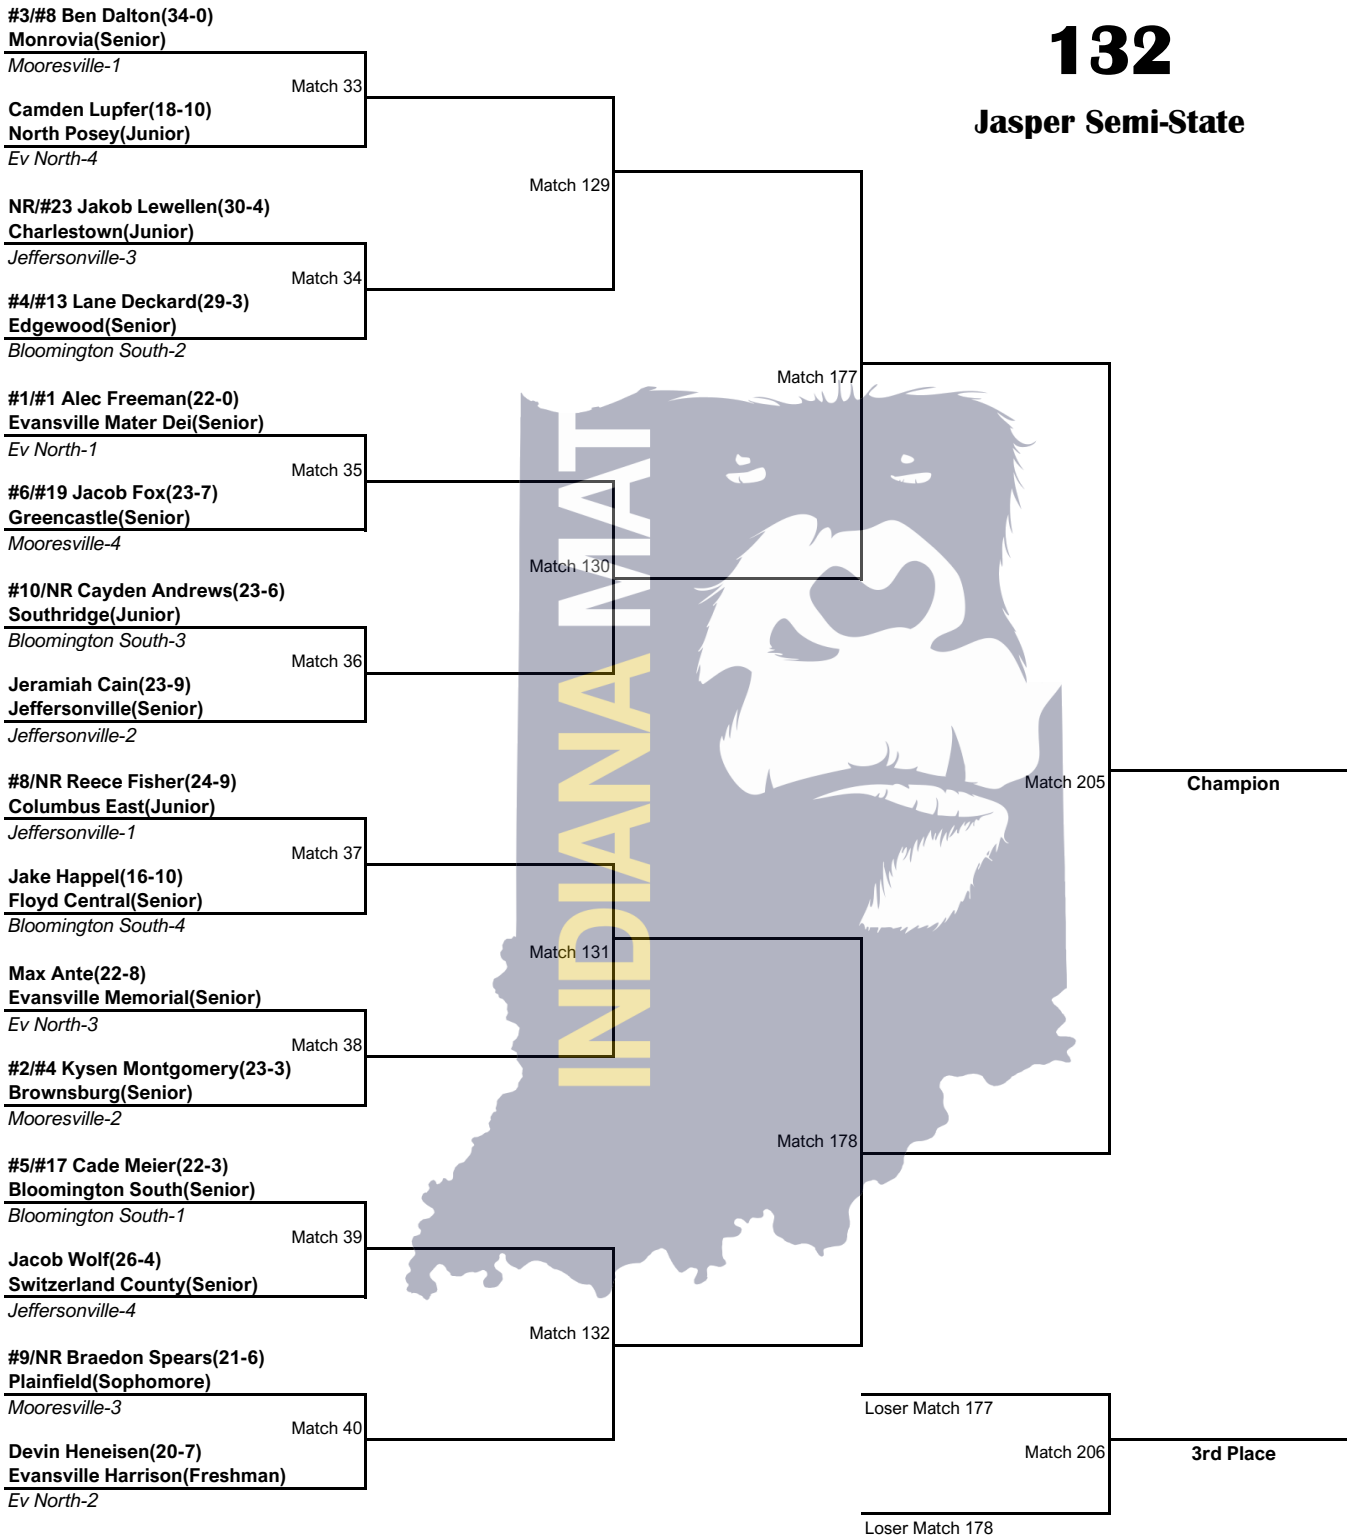 132
Jasper Semi-State
#3/#8 Ben Dalton(34-0)
Monrovia(Senior)
Mooresville-1
Match 33
Camden Lupfer(18-10)
North Posey(Junior)
Ev North-4
Match 129
NR/#23 Jakob Lewellen(30-4)
Charlestown(Junior)
Jeffersonville-3
Match 34
#4/#13 Lane Deckard(29-3)
Edgewood(Senior)
Bloomington South-2
Match 177
#1/#1 Alec Freeman(22-0)
Evansville Mater Dei(Senior)
Ev North-1
Match 35
#6/#19 Jacob Fox(23-7)
Greencastle(Senior)
Mooresville-4
Match 130
#10/NR Cayden Andrews(23-6)
Southridge(Junior)
Bloomington South-3
Match 36
Jeramiah Cain(23-9)
Jeffersonville(Senior)
Jeffersonville-2
INDIANA MAT
Match 205
Champion
#8/NR Reece Fisher(24-9)
Columbus East(Junior)
Jeffersonville-1
Match 37
Jake Happel(16-10)
Floyd Central(Senior)
Bloomington South-4
Match 131
Max Ante(22-8)
Evansville Memorial(Senior)
Ev North-3
Match 38
#2/#4 Kysen Montgomery(23-3)
Brownsburg(Senior)
Mooresville-2
Match 178
#5/#17 Cade Meier(22-3)
Bloomington South(Senior)
Bloomington South-1
Match 39
Jacob Wolf(26-4)
Switzerland County(Senior)
Jeffersonville-4
Match 132
#9/NR Braedon Spears(21-6)
Plainfield(Sophomore)
Mooresville-3
Match 40
Devin Heneisen(20-7)
Evansville Harrison(Freshman)
Ev North-2
Loser Match 177
Match 206
3rd Place
Loser Match 178